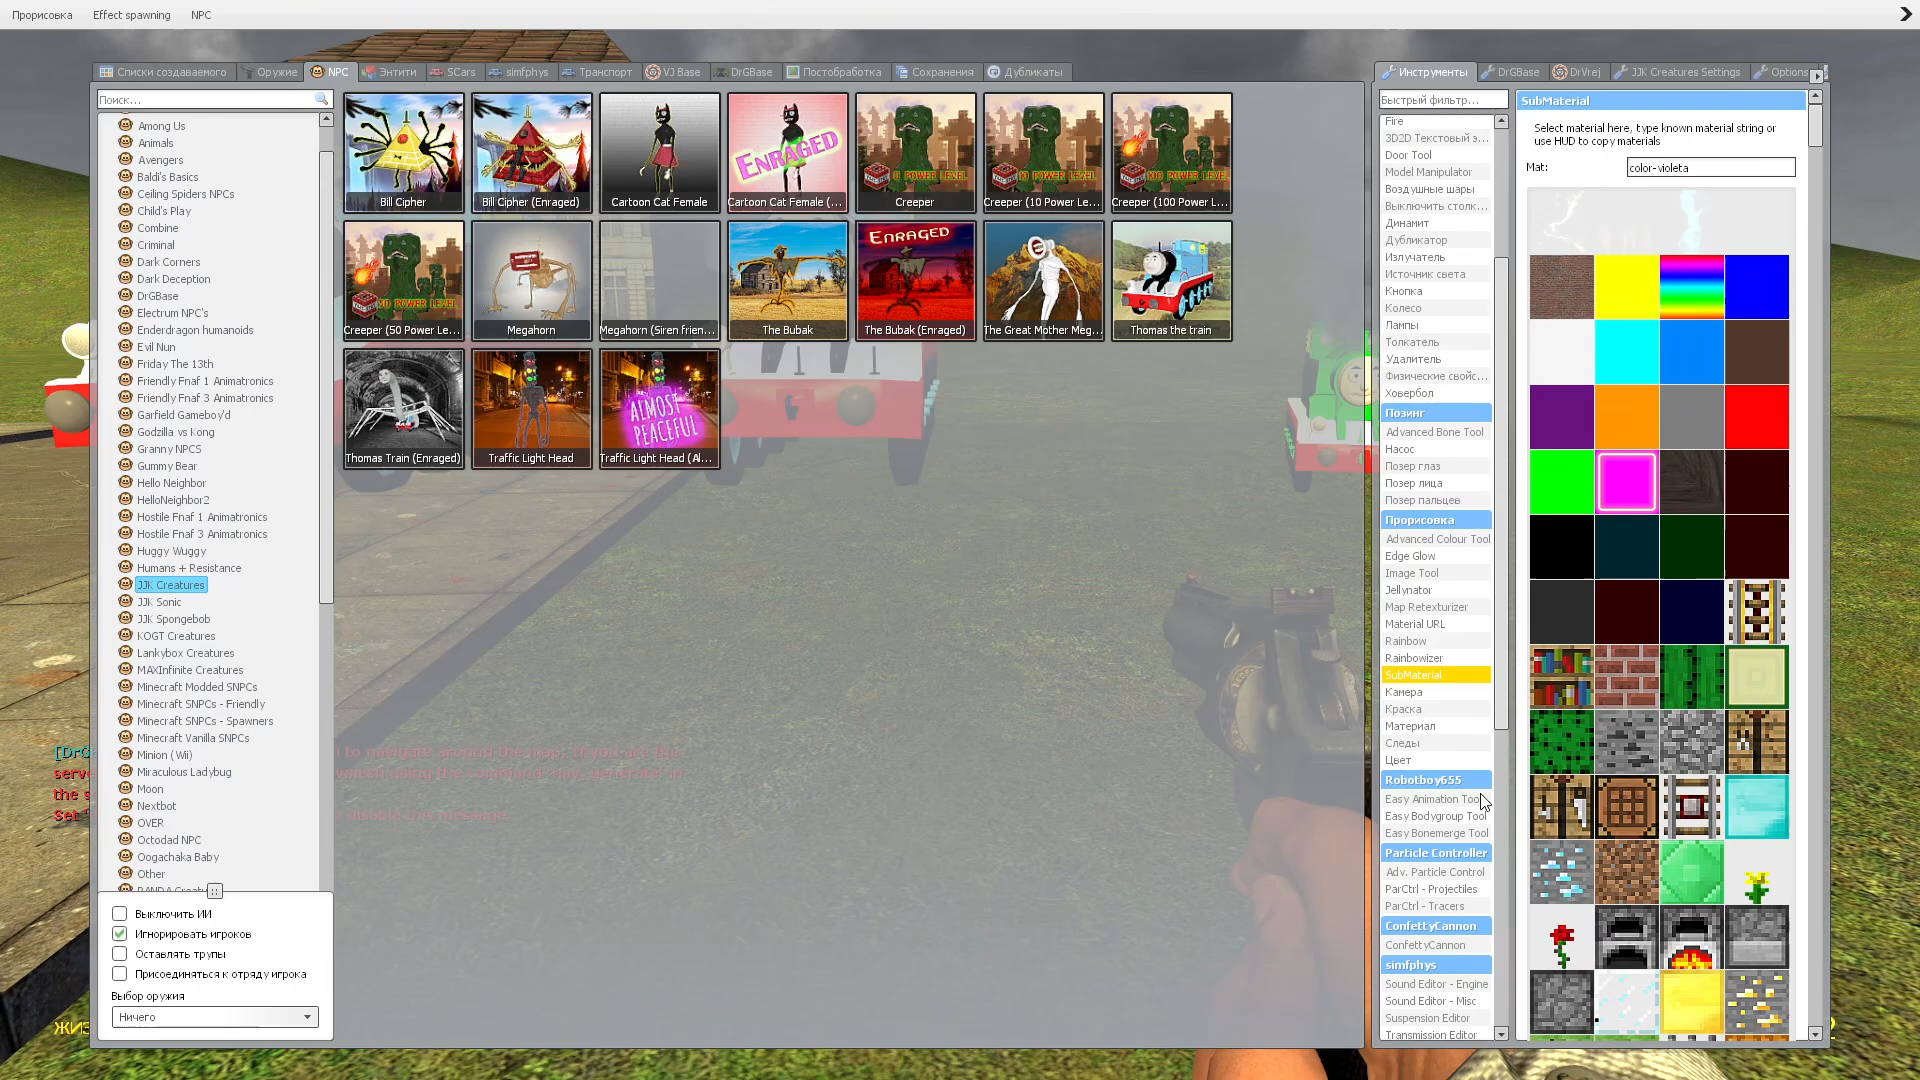 Прорисовка Effect spawning NPC
Списки создаваемого Оружие NPC Энтити SCars simfphys Транспорт VJ Base DrGBase Постобработка Сохранения Дубликаты
Поиск...
Among Us
Animals
Avengers
Baldi's Basics
Ceiling Spiders NPCs
Child's Play
Combine
Criminal
Dark Corners
Dark Deception
DrGBase
Electrum NPC's
Enderdragon humanoids
Evil Nun
Friday The 13th
Friendly Fnaf 1 Animatronics
Friendly Fnaf 3 Animatronics
Garfield Gameboy'd
Godzilla vs Kong
Granny NPCS
Gummy Bear
Hello Neighbor
HelloNeighbor2
Hostile Fnaf 1 Animatronics
Hostile Fnaf 3 Animatronics
Huggy Wuggy
Humans + Resistance
JJK Creatures
JJK Sonic
JJK Spongebob
KOGT Creatures
Lankybox Creatures
MAXInfinite Creatures
Minecraft Modded SNPCs
Minecraft SNPCs - Friendly
Minecraft SNPCs - Spawners
Minecraft Vanilla SNPCs
Minion (Wii)
Miraculous Ladybug
Moon
Nextbot
OVER
Octodad NPC
Oogachaka Baby
Other
Выключить ИИ
Игнорировать игроков
Оставлять трупы
Присоединяться к отряду игрока
Выбор оружия
Ничего
ENRAGED
Bill Cipher Bill Cipher (Enraged) Cartoon Cat Female Cartoon Cat Female (... Creeper Creeper (10 Power Le... Creeper (100 Power L...
ENRAGED
Creeper (50 Power Le... Megahorn Megahorn (Siren frien... The Bubak The Bubak (Enraged) The Great Mother Meg... Thomas the train
ALMOST
PEACEFUL
Thomas Train (Enraged) Traffic Light Head Traffic Light Head (Al...
to navigate around the map. If you are the
Инструменты DrGBase DrVrej JJK Creatures Settings Options
Быстрый фильтр...
Fire
3D2D Текстовый э...
Door Tool
Model Manipulator
Воздушные шары
Выключить столк...
Динамит
Дубликатор
Излучатель
Источник света
Кнопка
Колесо
Лампы
Толкатель
Удалитель
Физические свойс...
Ховербол
Позинг
Advanced Bone Tool
Насос
Позер глаз
Позер лица
Позер пальцев
Прорисовка
Advanced Colour Tool
Edge Glow
Image Tool
Jellynator
Map Retexturizer
Material URL
Rainbow
Rainbowizer
SubMaterial
Камера
Краска
Материал
Следы
Цвет
Robotboy655
Easy Animation Tool
Easy Bodygroup Tool
Easy Bonemerge Tool
Particle Controller
Adv. Particle Control
ParCtrl - Projectiles
ParCtrl - Tracers
ConfettyCannon
ConfettyCannon
simfphys
Sound Editor - Engine
Sound Editor - Misc
Suspension Editor
Transmission Editor
SubMaterial
Select material here, type known material string or
use HUD to copy materials
Mat: color-violeta